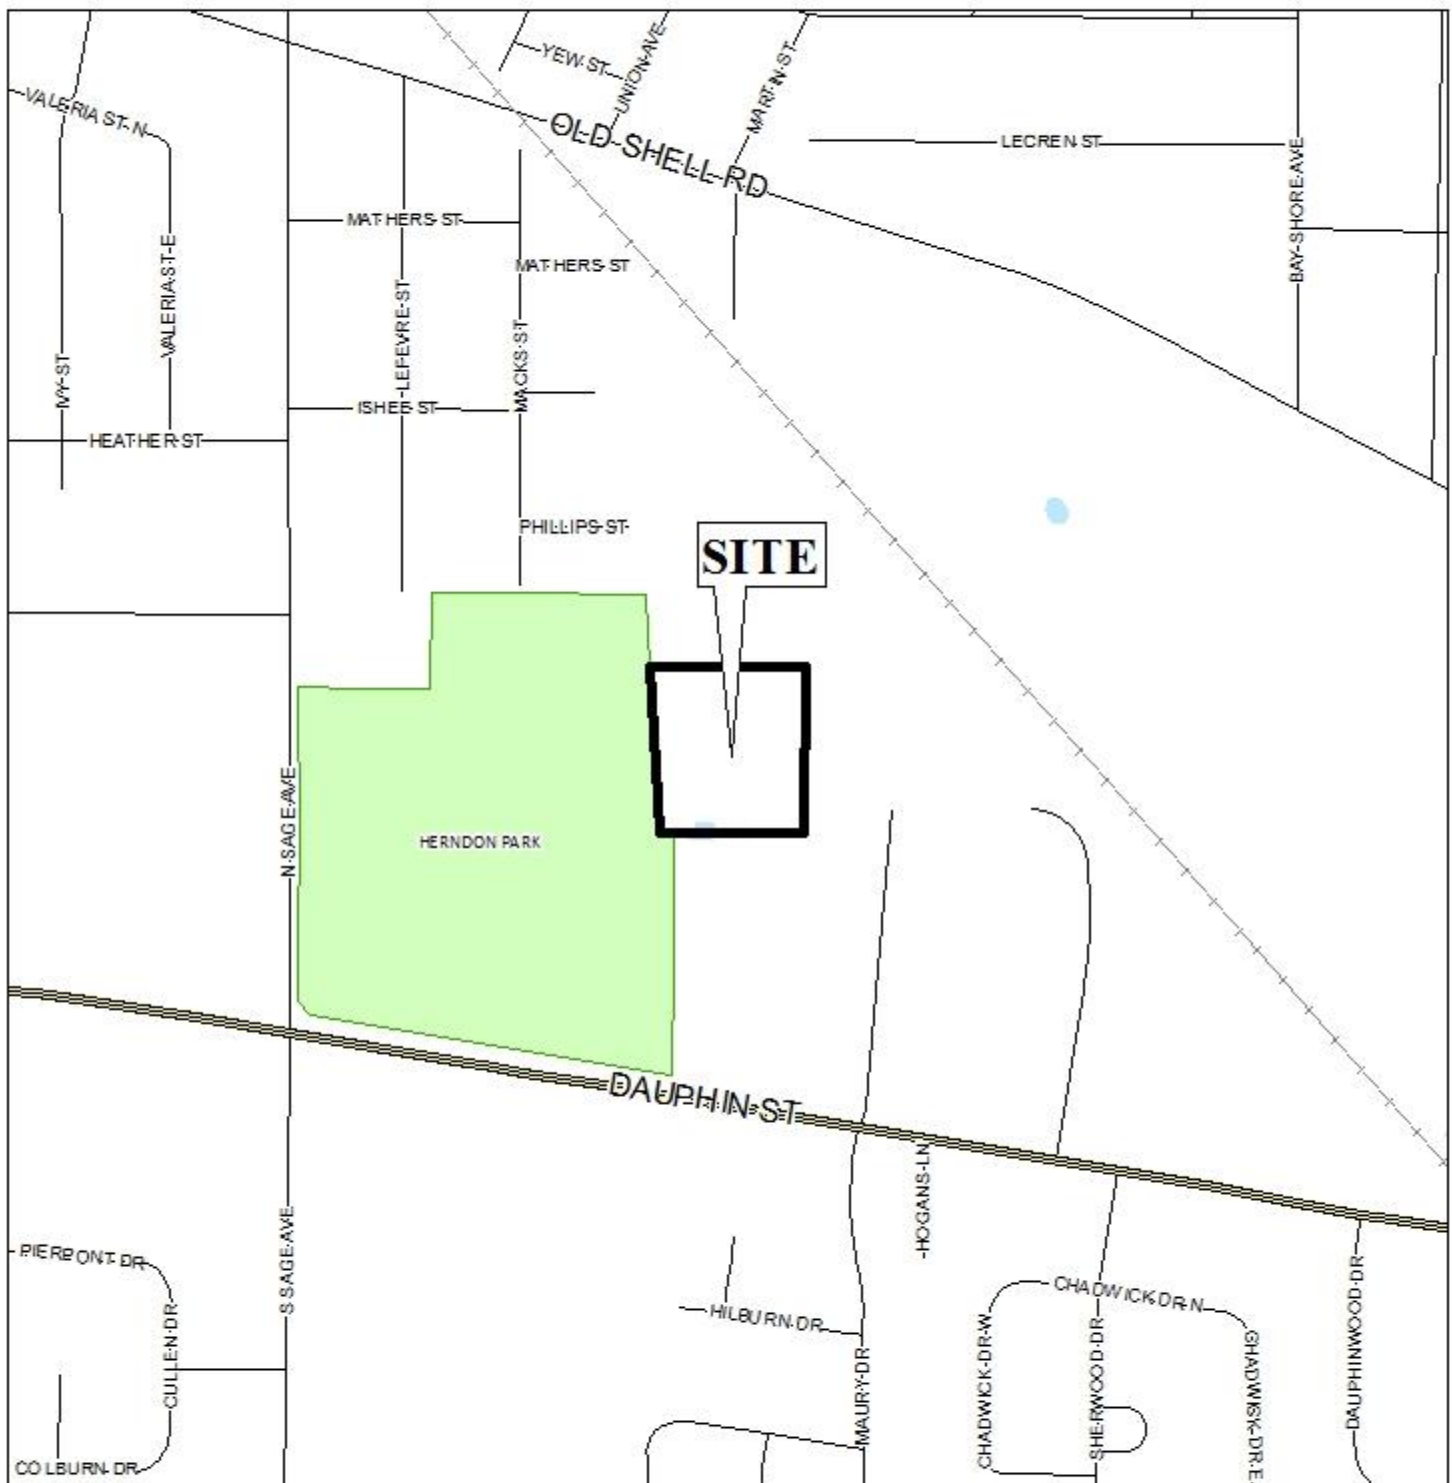 YEW ST
UNION AVE
MARTIN ST
VALERIA ST N
OLD SHELL RD
LECREN ST
BAY SHORE AVE
MATHERS ST
MATHERS ST
VALERIA ST E
LEFEVRE ST
MACKS ST
IVY ST
ISHEE ST
HEATHER ST
PHILLIPS ST
SITE
N SAGE AVE
HERNDON PARK
DAUPHIN ST
HOGANS LN
S SAGE AVE
PIERPONT DR
CULLEN DR
HILBURN DR
MAURY DR
CHADWICK DR N
CHADWICK DR W
SHERWOOD DR
CHADWICK DR E
DAUPHINWOOD DR
COLBURN DR